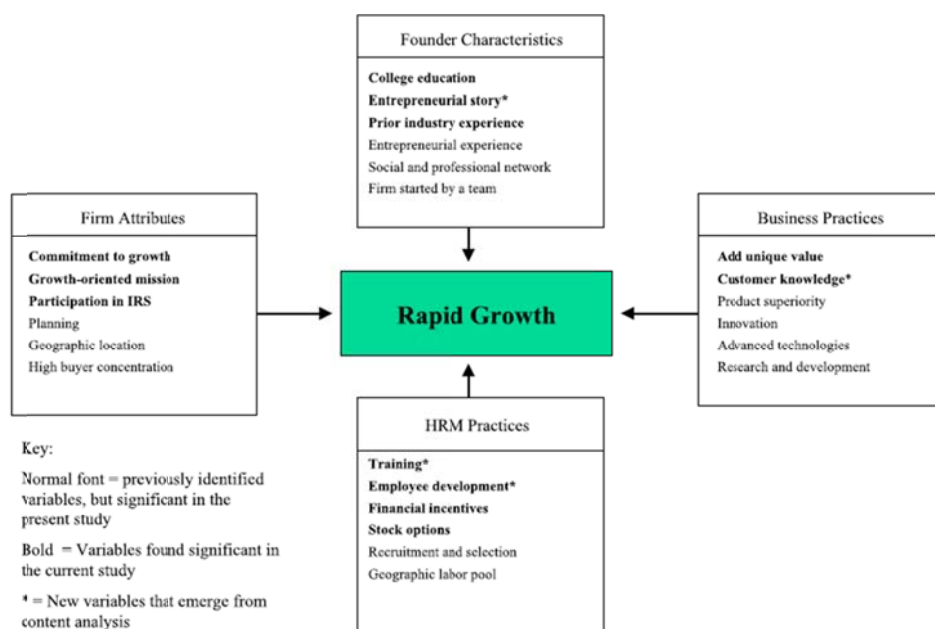 Founder Characteristics
College education
Entrepreneurial story*
Prior industry experience
Entrepreneurial experience
Social and professional network
Firm started by a team
Firm Attributes
Commitment to growth
Growth-oriented mission
Participation in IRS
Planning
Geographic location
High buyer concentration
Rapid Growth
Business Practices
Add unique value
Customer knowledge*
Product superiority
Innovation
Advanced technologies
Research and development
HRM Practices
Training*
Employee development*
Financial incentives
Stock options
Recruitment and selection
Geographic labor pool
Key:
Normal font = previously identified
variables, but significant in the
present study
Bold = Variables found significant in
the current study
* = New variables that emerge from
content analysis